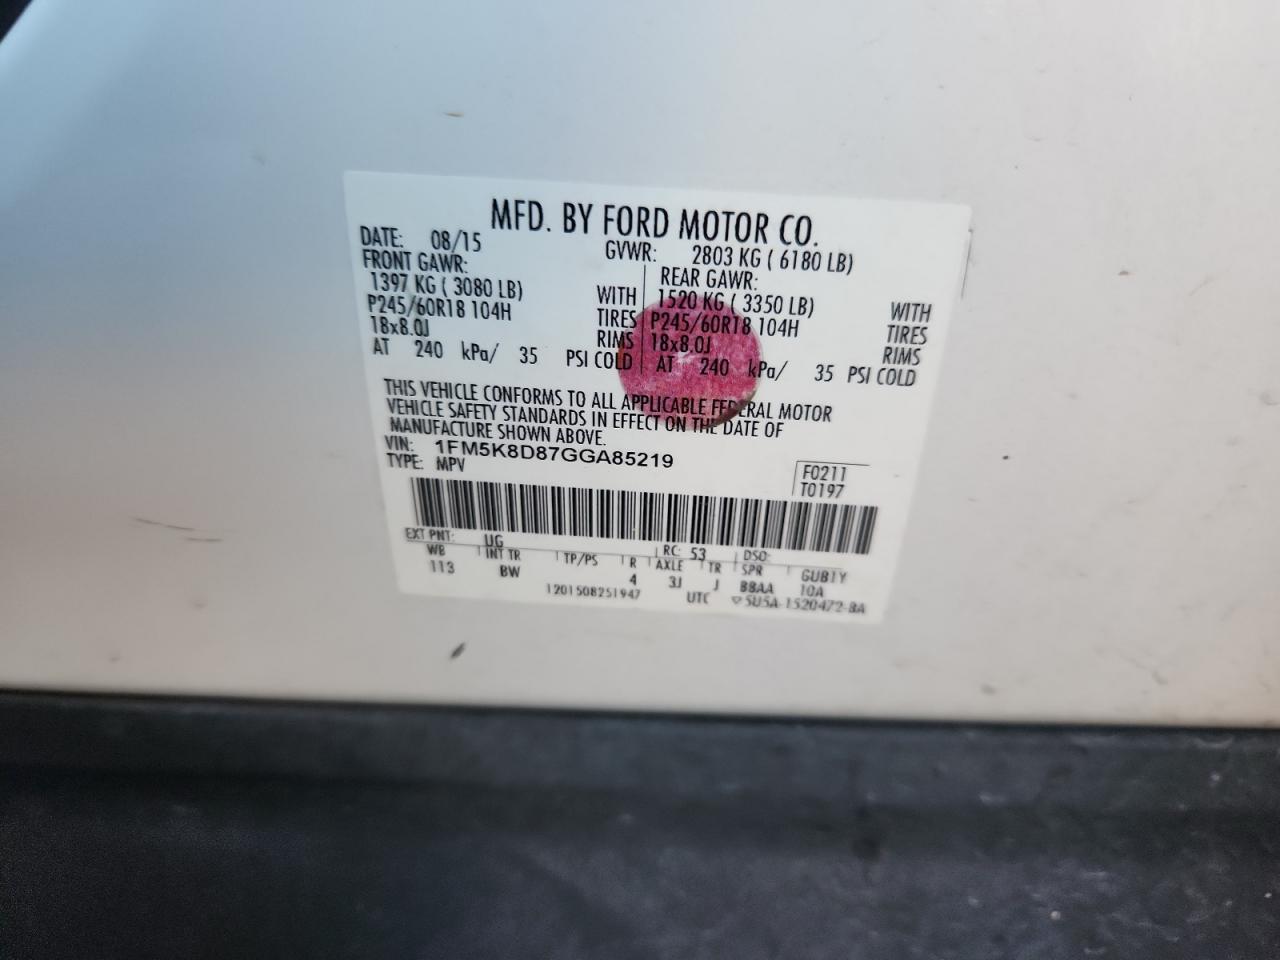 MFD. BY FORD MOTOR CO.
DATE: 08/15 GVWR: 2803 KG ( 6180 LB)
FRONT GAWR: REAR GAWR:
1397 KG ( 3080 LB) WITH 1520 KG ( 3350 LB) WITH
P245/60R18 104H TIRES P245/60R18 104H TIRES
18x8.0J RIMS 18x8.0J RIMS
AT 240 kPa/ 35 PSI COLD AT 240 kPa/ 35 PSI COLD
THIS VEHICLE CONFORMS TO ALL APPLICABLE FEDERAL MOTOR
VEHICLE SAFETY STANDARDS IN EFFECT ON THE DATE OF
MANUFACTURE SHOWN ABOVE.
VIN: 1FM5K8D87GGA85219
TYPE: MPV
F0211
T0197
EXT PNT: UG RC: 53 DSO:
WB INT TR TP/PS R AXLE TR SPR GUB1Y
113 BW 4 3J J BBAA 10A
1201508251947 UTC ▽5U5A-1520472-BA